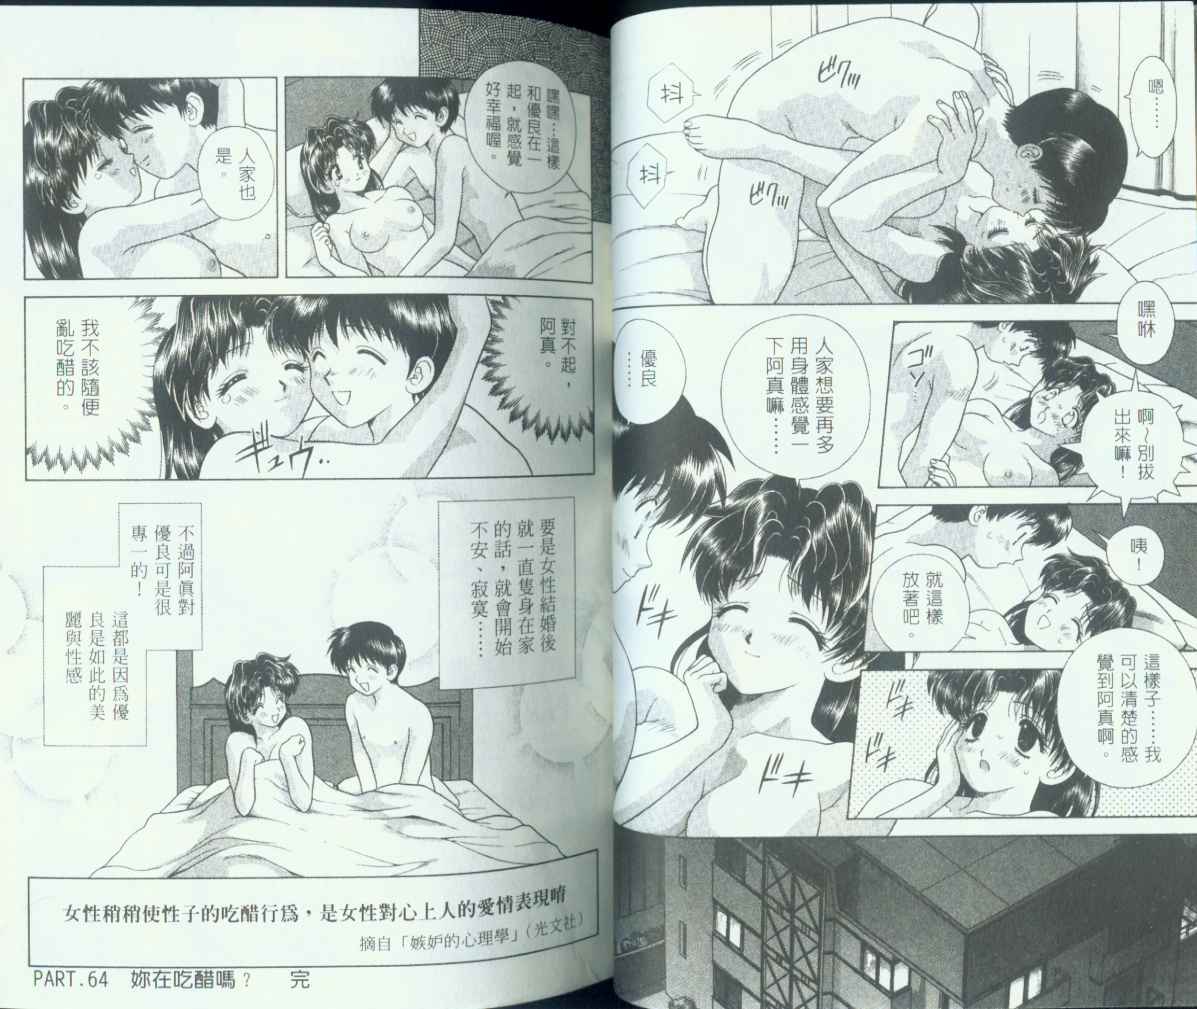 嗯……
ビクッ
拉
拉
ビクッ
嘿咻
啊～別拔
出來嘛！
ゴソ…
咦！
就這樣
放著吧。
這樣子……我
可以清楚的感
覺到阿真啊。
ドキ
人家想要再多
用身體感覺一
下阿真嘛……
優良
……
ドキ
ドキ
ドキ
嘿嘿…這樣
和優良在一
起，就感覺
好幸福喔。
人家也
是。
對不起，
阿真。
我不該隨便
亂吃醋的。
ギュウ‥
要是女性結婚後
就一直隻身在家
的話，就會開始
不安、寂寞……
不過阿真對
優良可是很
專一的！
這都是因為優
良是如此的美
麗與性感
女性稍稍使性子的吃醋行為，是女性對心上人的愛情表現唷
摘自「嫉妒的心理學」（光文社）
PART.64 妳在吃醋嗎？ 完